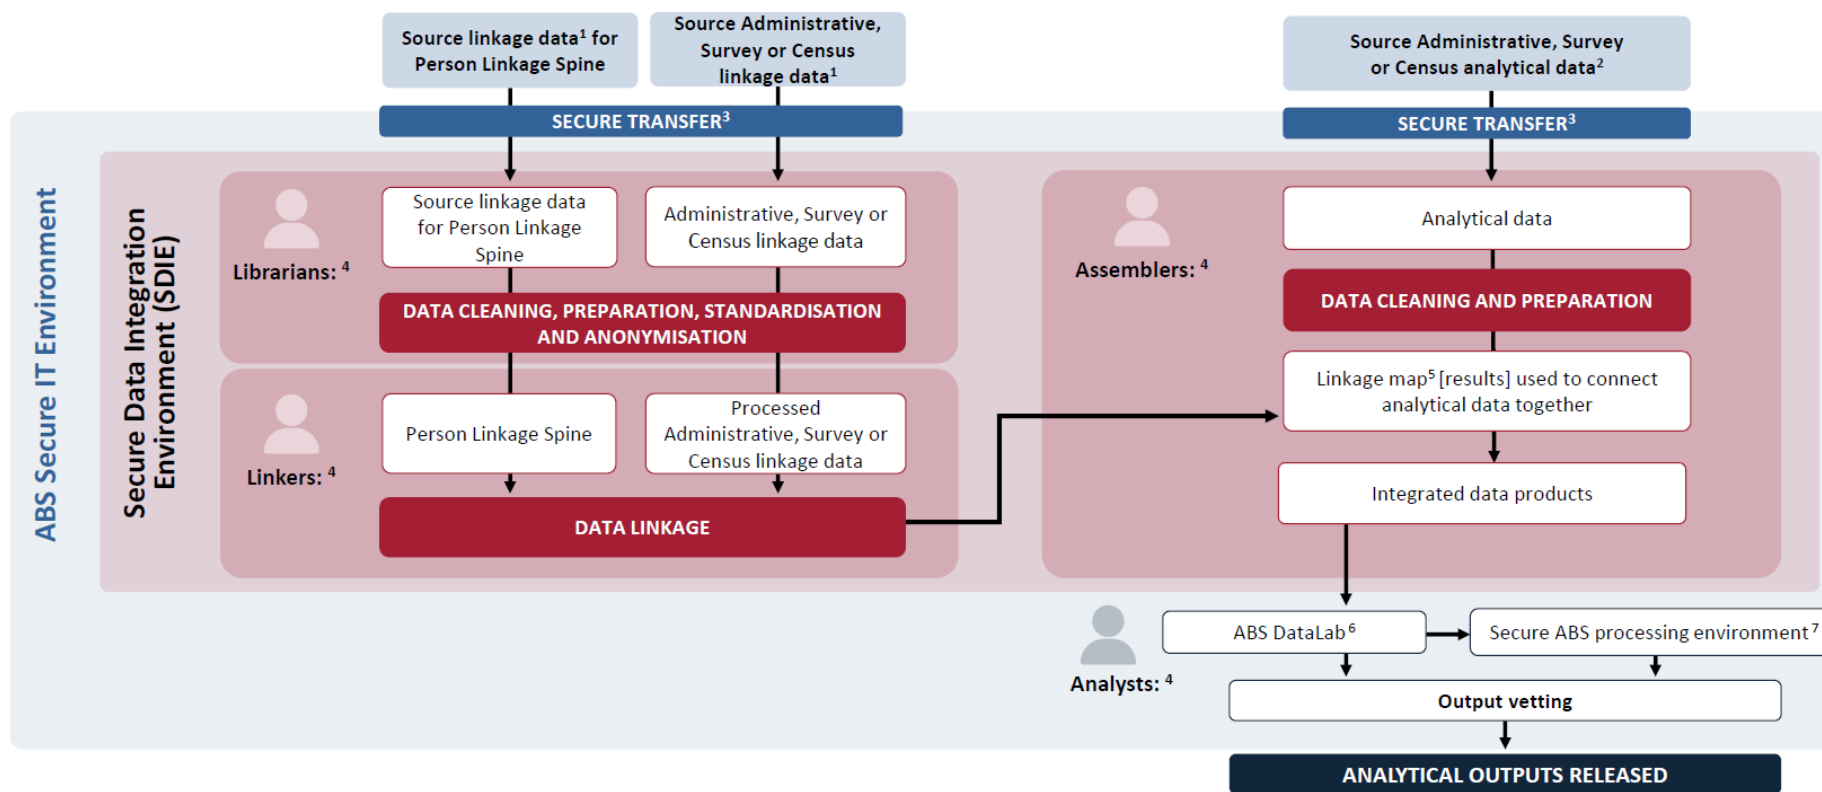 Source linkage data1 for
Person Linkage Spine
Source Administrative,
Survey or Census
linkage data1
Source Administrative, Survey
or Census analytical data2
SECURE TRANSFER3
SECURE TRANSFER3
ABS Secure IT Environment
Secure Data Integration
Environment (SDIE)
Librarians: 4
Source linkage data
for Person Linkage
Spine
Administrative, Survey or
Census linkage data
DATA CLEANING, PREPARATION, STANDARDISATION
AND ANONYMISATION
Linkers: 4
Person Linkage Spine
Processed
Administrative, Survey or
Census linkage data
DATA LINKAGE
Assemblers: 4
Analytical data
DATA CLEANING AND PREPARATION
Linkage map5 [results] used to connect
analytical data together
Integrated data products
Analysts: 4
ABS DataLab6
Secure ABS processing environment7
Output vetting
ANALYTICAL OUTPUTS RELEASED